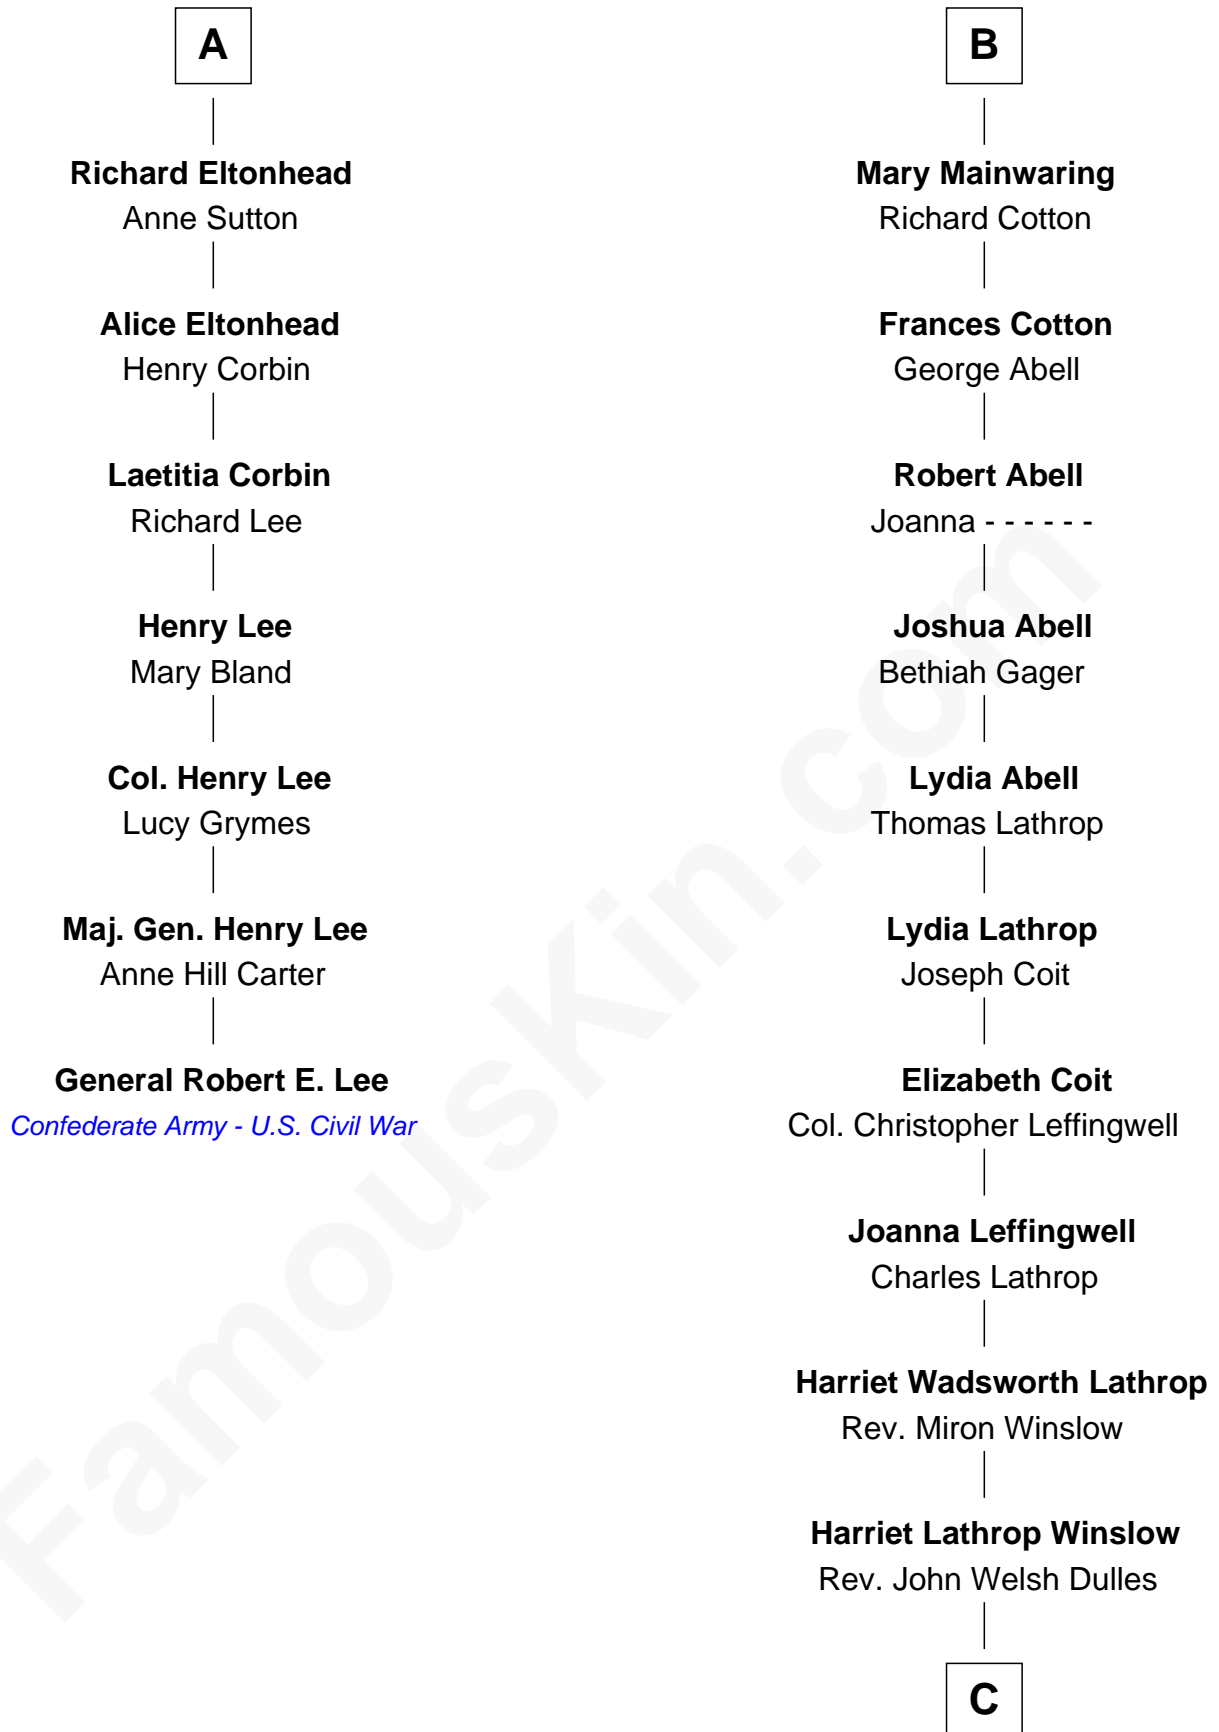 A
Richard Eltonhead
Anne Sutton
Alice Eltonhead
Henry Corbin
Laetitia Corbin
Richard Lee
Henry Lee
Mary Bland
Col. Henry Lee
Lucy Grymes
Maj. Gen. Henry Lee
Anne Hill Carter
General Robert E. Lee
Confederate Army - U.S. Civil War
B
Mary Mainwaring
Richard Cotton
Frances Cotton
George Abell
Robert Abell
Joanna - - - - - -
Joshua Abell
Bethiah Gager
Lydia Abell
Thomas Lathrop
Lydia Lathrop
Joseph Coit
Elizabeth Coit
Col. Christopher Leffingwell
Joanna Leffingwell
Charles Lathrop
Harriet Wadsworth Lathrop
Rev. Miron Winslow
Harriet Lathrop Winslow
Rev. John Welsh Dulles
C
FamousKin.com